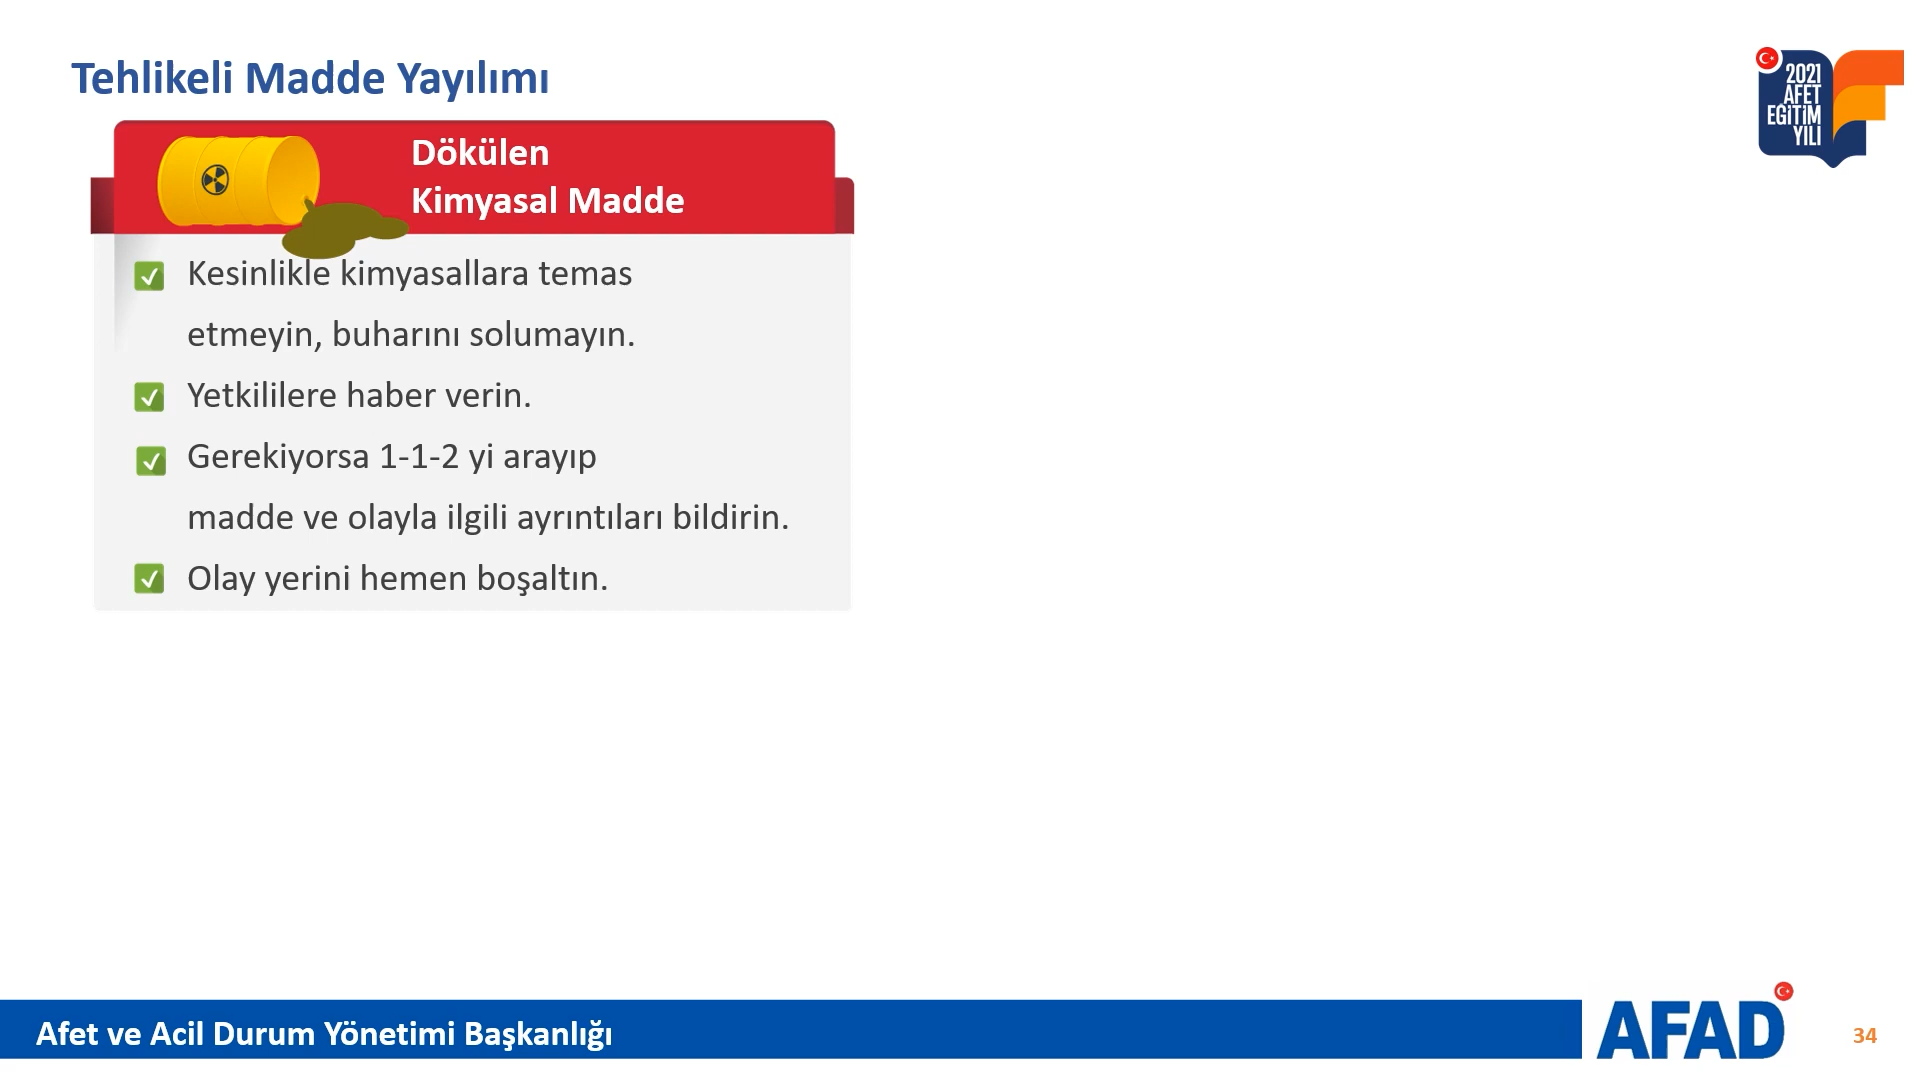 Tehlikeli Madde Yayılımı
2021
AFET
EĞİTİM
YILI
Dökülen
Kimyasal Madde
Kesinlikle kimyasallara temas
etmeyin, buharını solumayın.
Yetkililere haber verin.
Gerekiyorsa 1-1-2 yi arayıp
madde ve olayla ilgili ayrıntıları bildirin.
Olay yerini hemen boşaltın.
Afet ve Acil Durum Yönetimi Başkanlığı
AFAD
34